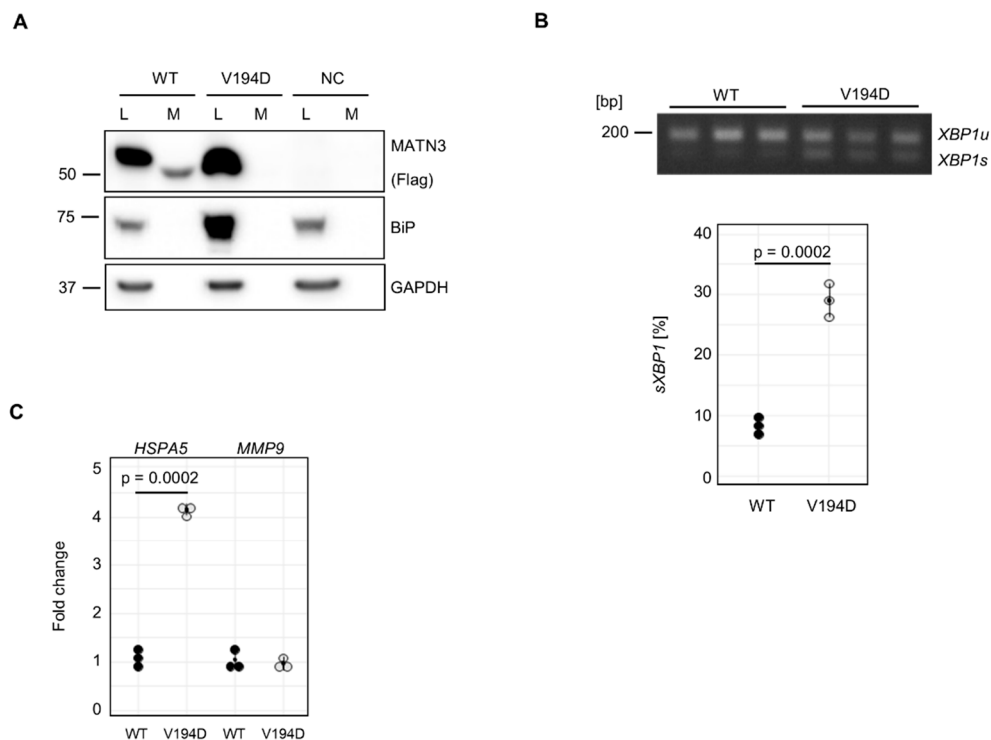 A
WT V194D NC
L M L M L M
50
MATN3
(Flag)
75
BiP
37
GAPDH
B
[bp]
WT V194D
200
XBP1u
XBP1s
40
30
20
10
0
sXBP1 [%]
p = 0.0002
WT V194D
C
HSPA5 MMP9
5
4
3
2
1
0
Fold change
p = 0.0002
WT V194D WT V194D